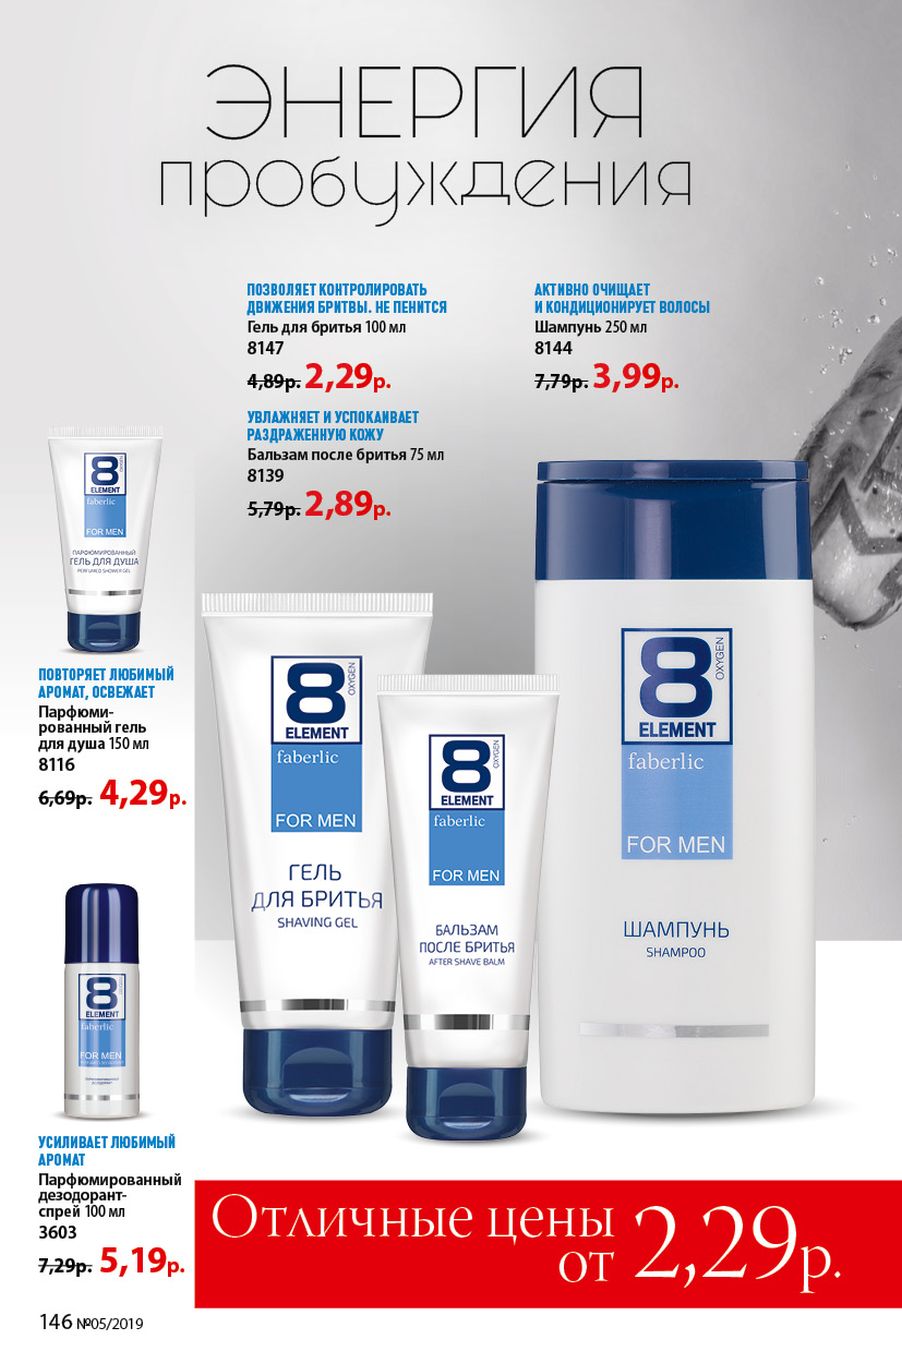 ЭНЕРГИЯ
пробуждения
ПОЗВОЛЯЕТ КОНТРОЛИРОВАТЬ
ДВИЖЕНИЯ БРИТВЫ. НЕ ПЕНИТСЯ
Гель для бритья 100 мл
8147
4,89р. 2,29р.
УВЛАЖНЯЕТ И УСПОКАИВАЕТ
РАЗДРАЖЕННУЮ КОЖУ
Бальзам после бритья 75 мл
8139
5,79р. 2,89р.
АКТИВНО ОЧИЩАЕТ
И КОНДИЦИОНИРУЕТ ВОЛОСЫ
Шампунь 250 мл
8144
7,79р. 3,99р.
8
OXYGEN
ELEMENT
faberlic
FOR MEN
ПАРФЮМИРОВАННЫЙ
ГЕЛЬ ДЛЯ ДУША
PERFUMED SHOWER GEL
ПОВТОРЯЕТ ЛЮБИМЫЙ
АРОМАТ, ОСВЕЖАЕТ
Парфюми-
рованный гель
для душа 150 мл
8116
6,69р. 4,29р.
8
OXYGEN
ELEMENT
faberlic
FOR MEN
ГЕЛЬ
ДЛЯ БРИТЬЯ
SHAVING GEL
8
OXYGEN
ELEMENT
faberlic
FOR MEN
БАЛЬЗАМ
ПОСЛЕ БРИТЬЯ
AFTER SHAVE BALM
8
OXYGEN
ELEMENT
faberlic
FOR MEN
ШАМПУНЬ
SHAMPOO
8
ELEMENT
faberlic
FOR MEN
УСИЛИВАЕТ ЛЮБИМЫЙ
АРОМАТ
Парфюмированный
дезодорант-
спрей 100 мл
3603
7,29р. 5,19р.
Отличные цены
от 2,29р.
146 №05/2019